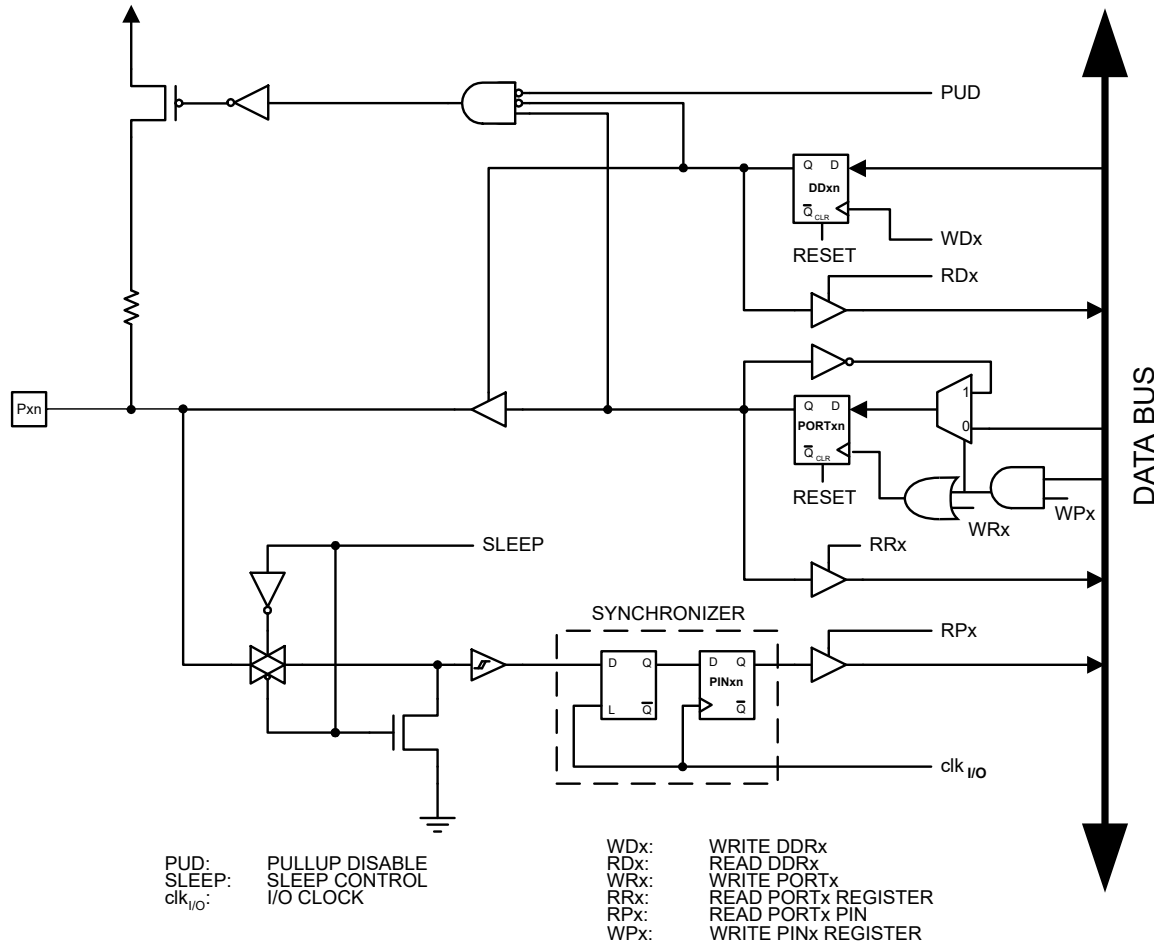 PUD
Q D
DDxn
Q CLR
WDx
RESET
RDx
Pxn
1
Q D
PORTxn
0
Q CLR
RESET
WPx
WRx
SLEEP
RRx
SYNCHRONIZER
RPx
D Q
D Q
PINxn
L Q
Q
clk I/O
DATA BUS
PUD: PULLUP DISABLE
SLEEP: SLEEP CONTROL
clkI/O: I/O CLOCK
WDx: WRITE DDRx
RDx: READ DDRx
WRx: WRITE PORTx
RRx: READ PORTx REGISTER
RPx: READ PORTx PIN
WPx: WRITE PINx REGISTER